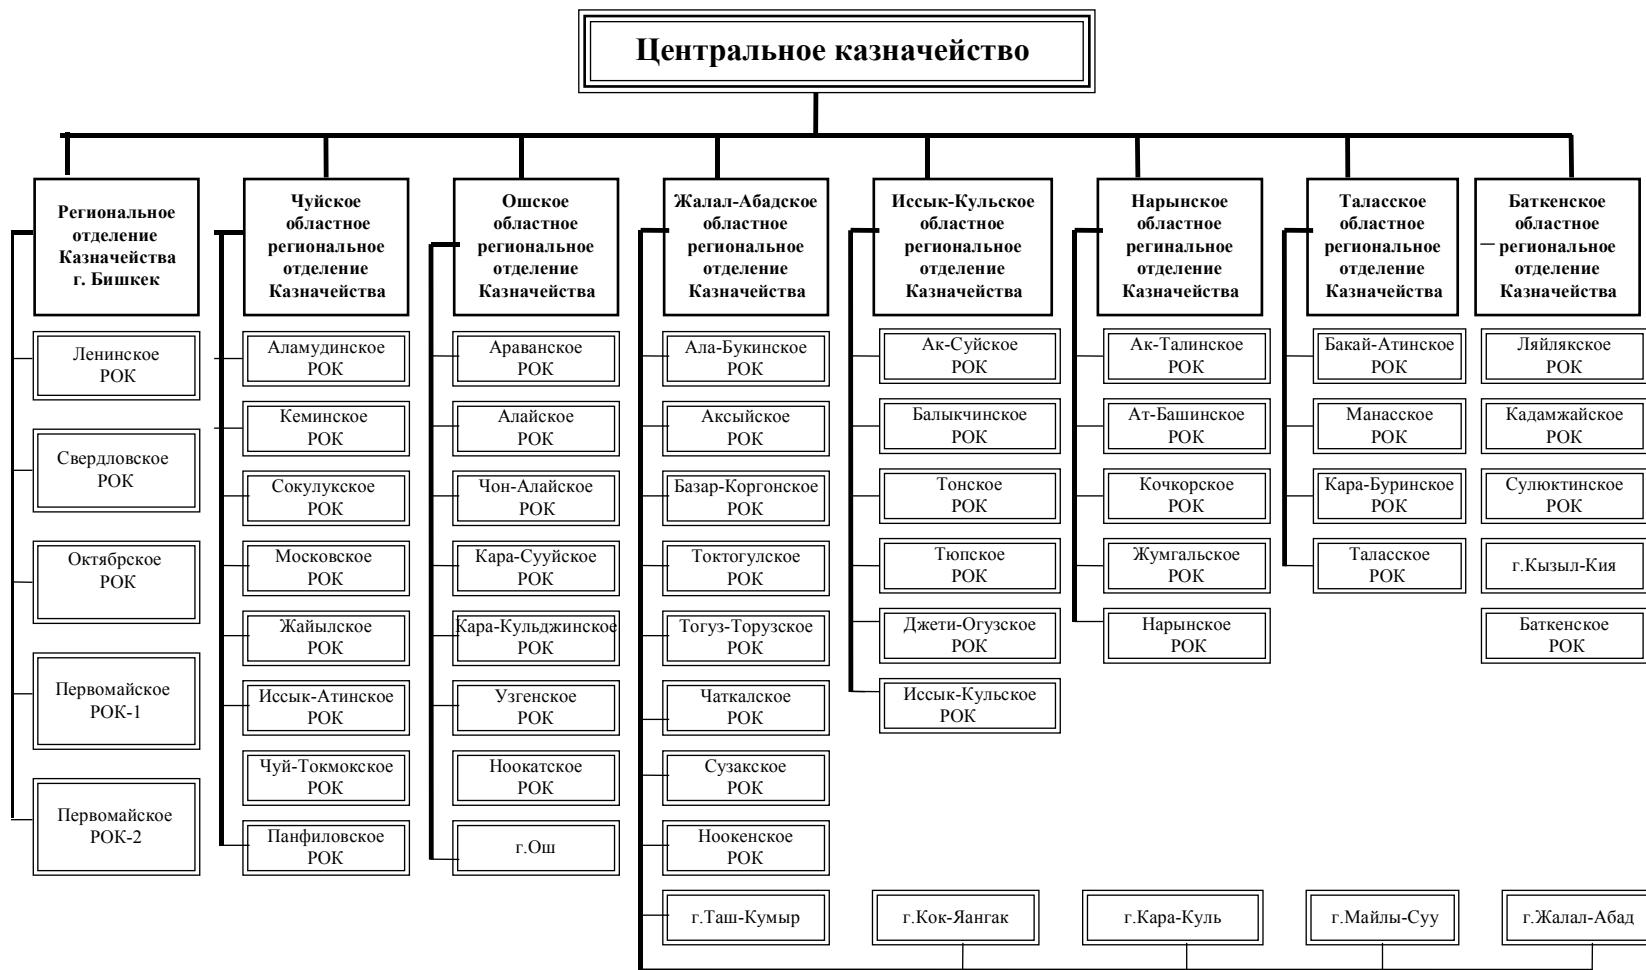 Центральное казначейство
Региональное
отделение
Казначейства
г. Бишкек
Ленинское
РОК
Свердловское
РОК
Октябрское
РОК
Первомайское
РОК-1
Первомайское
РОК-2
Чуйское
областное
региональное
отделение
Казначейства
Аламудинское
РОК
Кеминское
РОК
Сокулукское
РОК
Московское
РОК
Жайылское
РОК
Иссык-Атинское
РОК
Чуй-Токмокское
РОК
Панфиловское
РОК
Ошское
областное
региональное
отделение
Казначейства
Араванское
РОК
Алайское
РОК
Чон-Алайское
РОК
Кара-Сууйское
РОК
Кара-Кульджинское
РОК
Узгенское
РОК
Ноокатское
РОК
г.Ош
Жалал-Абадское
областное
региональное
отделение
Казначейства
Ала-Букинское
РОК
Аксыйское
РОК
Базар-Коргонское
РОК
Токтогулское
РОК
Тогуз-Торузское
РОК
Чаткалское
РОК
Сузакское
РОК
Ноокенское
РОК
г.Таш-Кумыр
г.Кок-Яангак
г.Кара-Куль
г.Майлы-Суу
г.Жалал-Абад
Иссык-Кульское
областное
региональное
отделение
Казначейства
Ак-Суйское
РОК
Балыкчинское
РОК
Тонское
РОК
Тюпское
РОК
Джети-Огузское
РОК
Иссык-Кульское
РОК
Нарынское
областное
регинальное
отделение
Казначейства
Ак-Талинское
РОК
Ат-Башинское
РОК
Кочкорское
РОК
Жумгальское
РОК
Нарынское
РОК
Таласское
областное
региональное
отделение
Казначейства
Бакай-Атинское
РОК
Манасское
РОК
Кара-Буринское
РОК
Таласское
РОК
Баткенское
областное
региональное
отделение
Казначейства
Ляйлякское
РОК
Кадамжайское
РОК
Сулюктинское
РОК
г.Кызыл-Кия
Баткенское
РОК